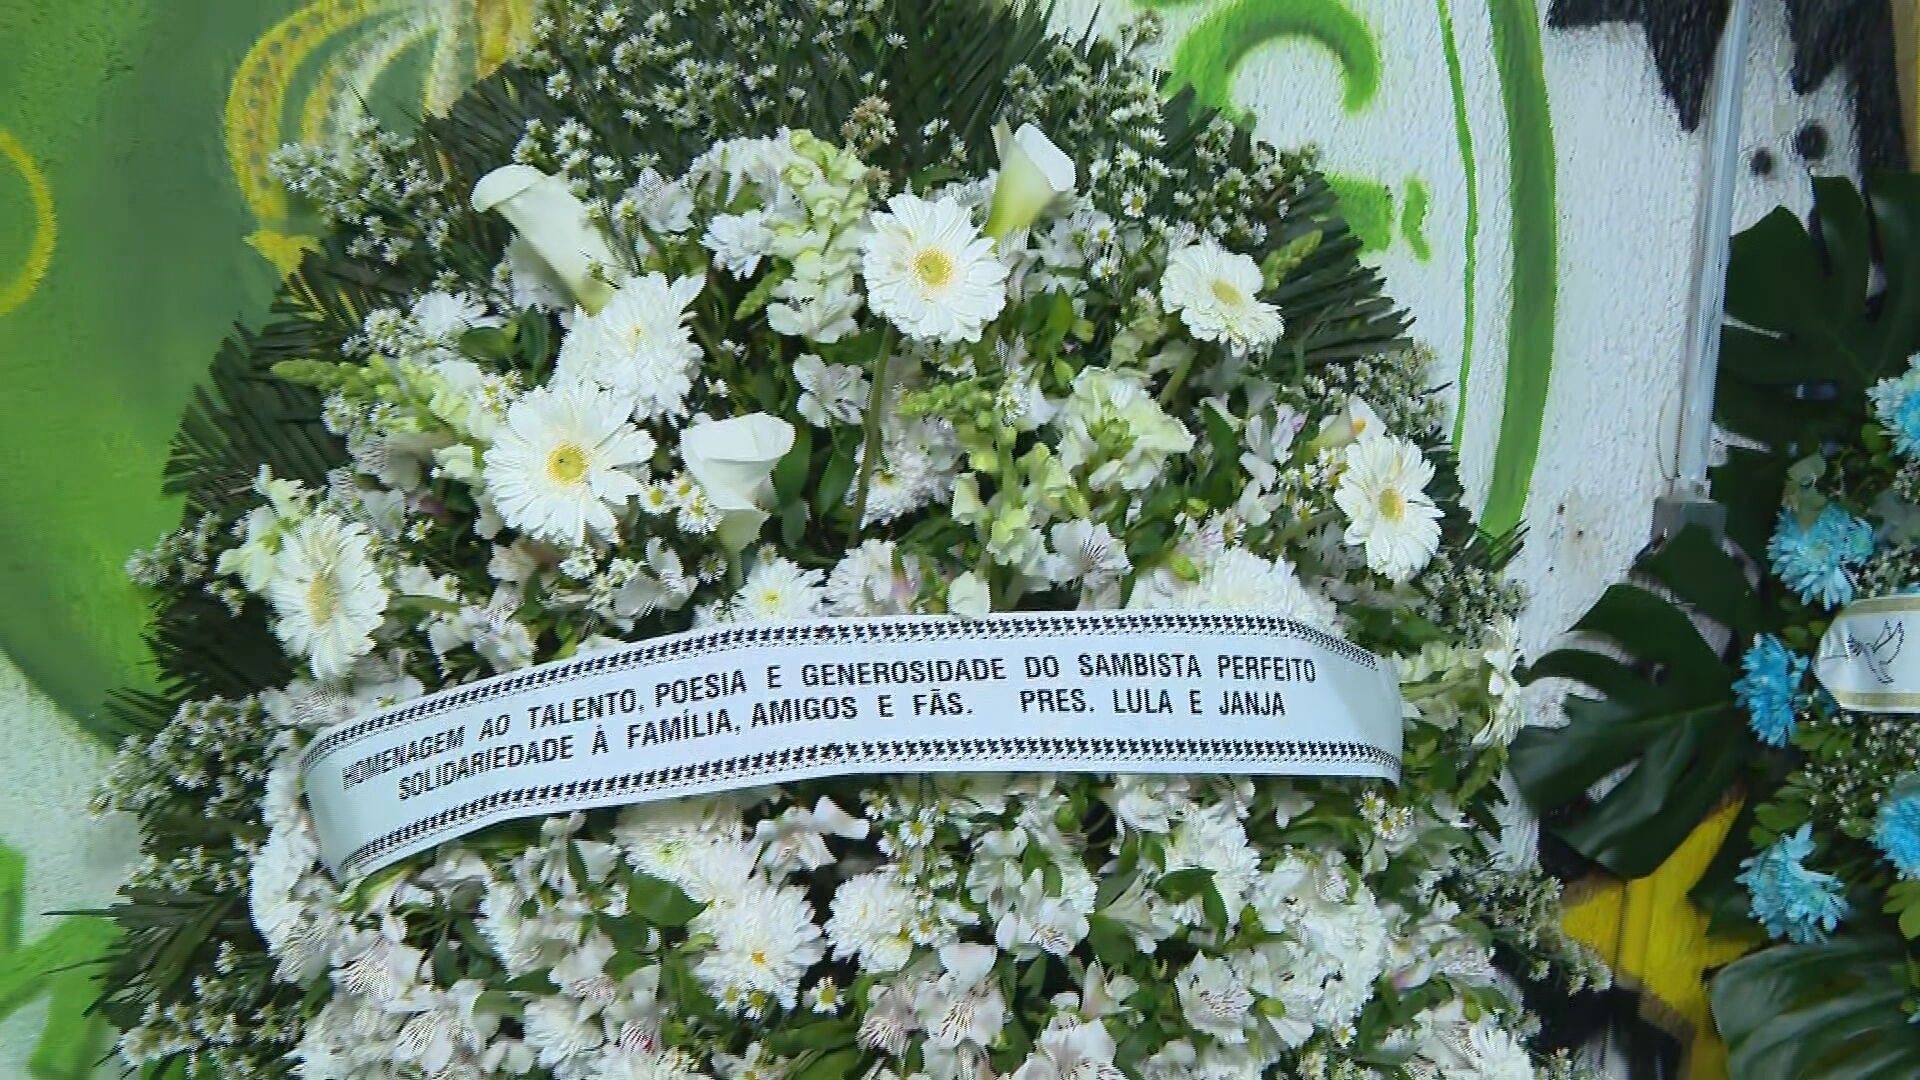 HOMENAGEM AO TALENTO, POESIA E GENEROSIDADE DO SAMBISTA PERFEITO
SOLIDARIEDADE À FAMÍLIA, AMIGOS E FÃS. PRES. LULA E JANJA